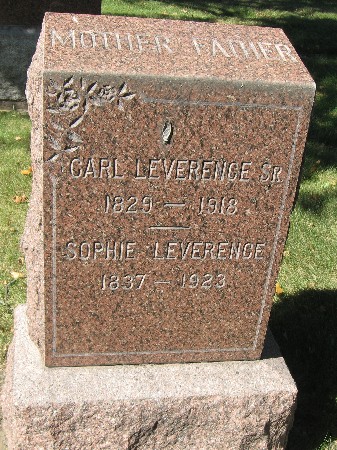 MOTHER FATHER
CARL LEVERENCE SR
1829 — 1918
SOPHIE LEVERENCE
1837 — 1923